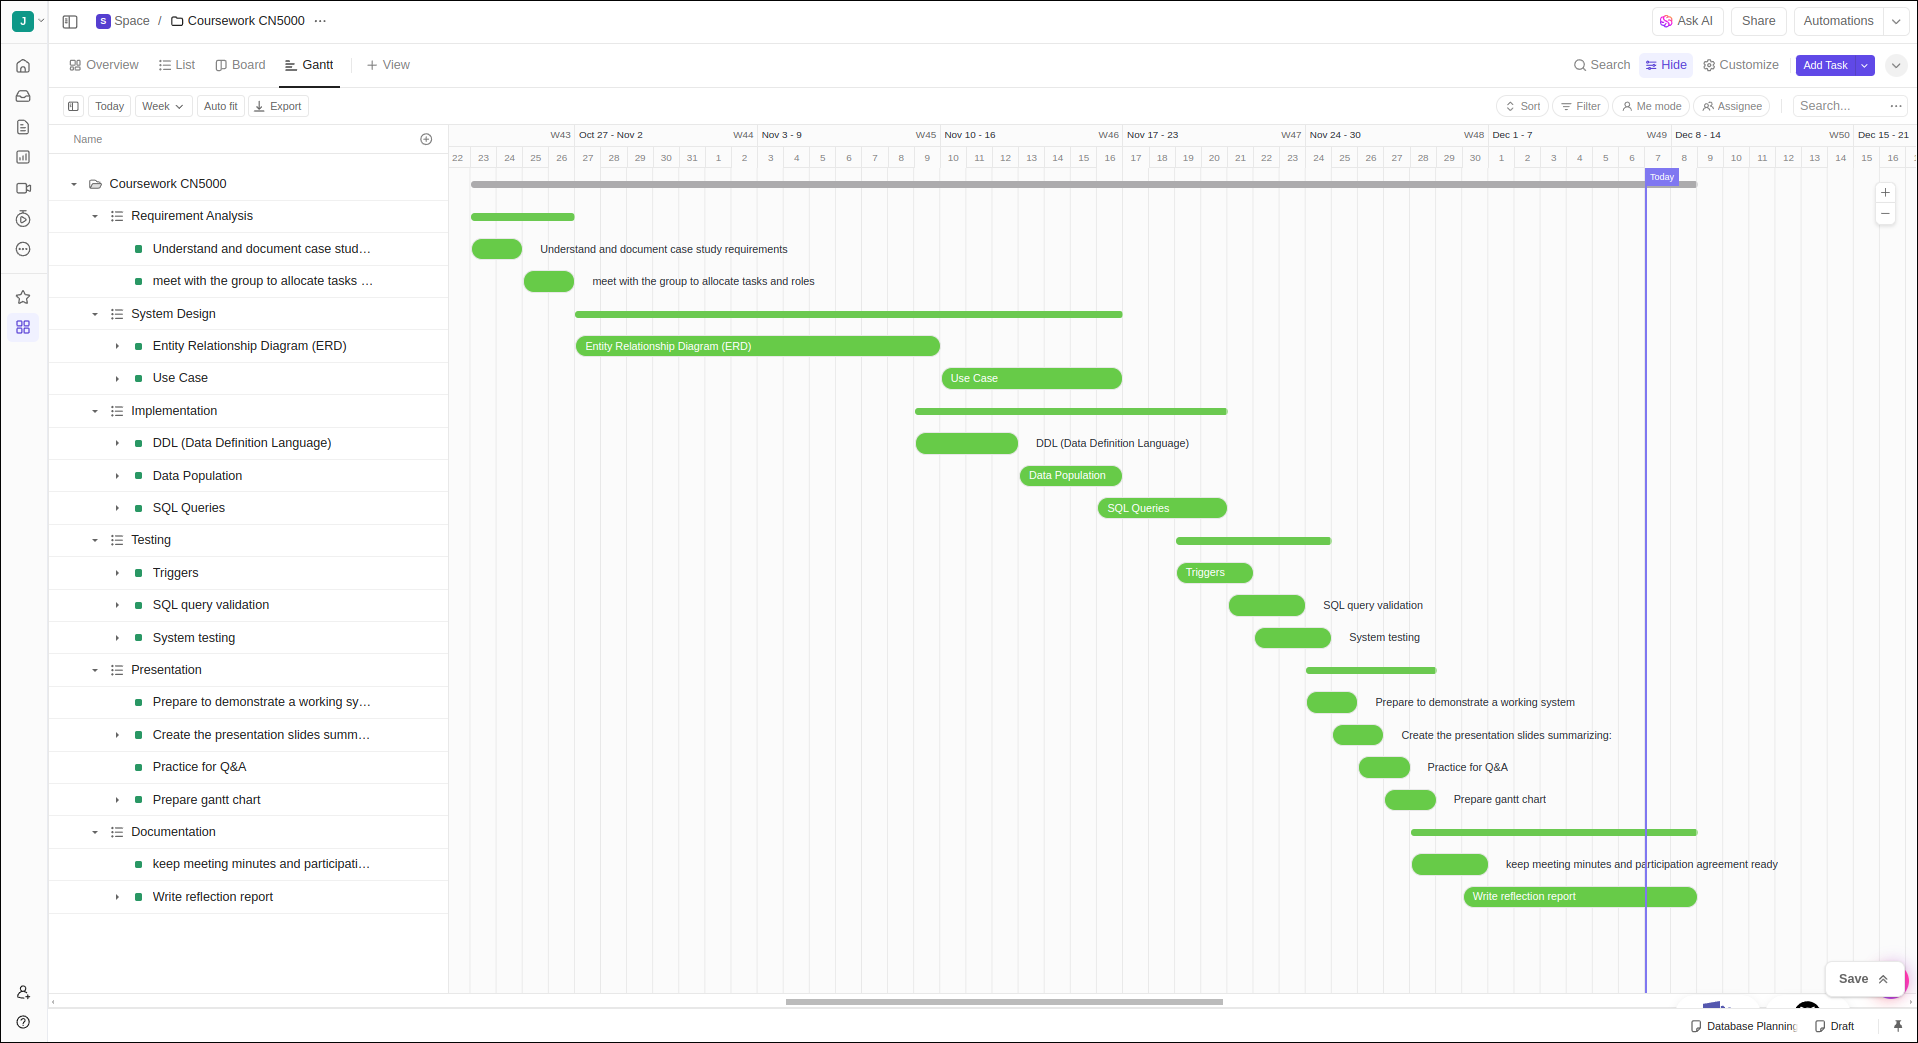 J
S Space / Coursework CN5000 ...
Ask AI
Share
Automations
Overview
List
Board
Gantt
+ View
Search
Hide
Customize
Add Task
Today
Week
Auto fit
Export
Sort
Filter
Me mode
Assignee
Search...
Name
W43 Oct 27 - Nov 2 W44 Nov 3 - 9 W45 Nov 10 - 16 W46 Nov 17 - 23 W47 Nov 24 - 30 W48 Dec 1 - 7 W49 Dec 8 - 14 W50 Dec 15 - 21
22 23 24 25 26 27 28 29 30 31 1 2 3 4 5 6 7 8 9 10 11 12 13 14 15 16 17 18 19 20 21 22 23 24 25 26 27 28 29 30 1 2 3 4 5 6 7 8 9 10 11 12 13 14 15 16
Today
Coursework CN5000
Requirement Analysis
Understand and document case stud...
Understand and document case study requirements
meet with the group to allocate tasks ...
meet with the group to allocate tasks and roles
System Design
Entity Relationship Diagram (ERD)
Entity Relationship Diagram (ERD)
Use Case
Use Case
Implementation
DDL (Data Definition Language)
DDL (Data Definition Language)
Data Population
Data Population
SQL Queries
SQL Queries
Testing
Triggers
Triggers
SQL query validation
SQL query validation
System testing
System testing
Presentation
Prepare to demonstrate a working sy...
Prepare to demonstrate a working system
Create the presentation slides summ...
Create the presentation slides summarizing:
Practice for Q&A
Practice for Q&A
Prepare gantt chart
Prepare gantt chart
Documentation
keep meeting minutes and participati...
keep meeting minutes and participation agreement ready
Write reflection report
Write reflection report
Save
Database Planning
Draft